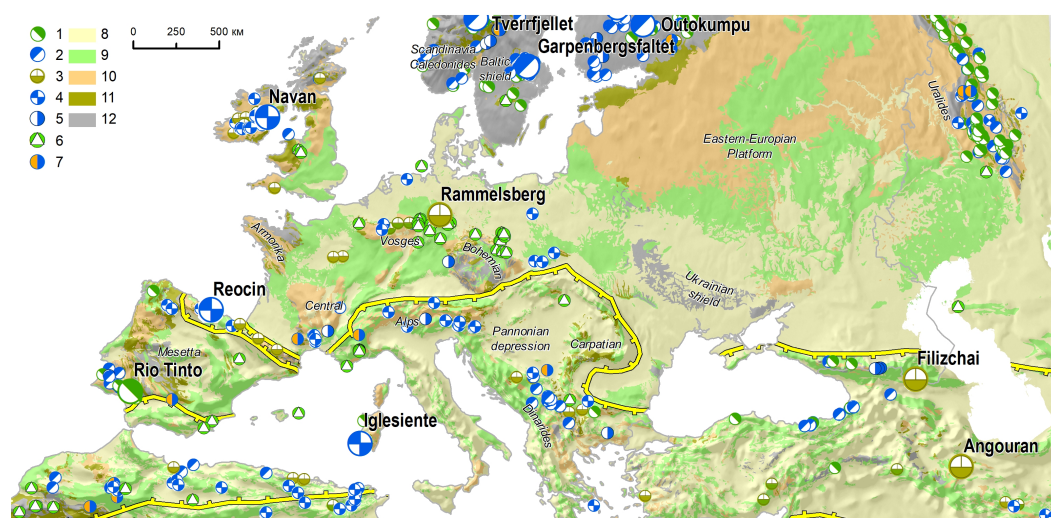 1 8
2 9
3 10
4 11
5 12
6
7
0 250 500 км
Tverrfjellet
Outokumpu
Garpenbergsfaltet
Scandinavia
Caledonides
Baltic
shield
Navan
Uralides
Eastern-Europian
Platform
Rammelsberg
Armorika
Vosges
Bohemian
Ukrainian
shield
Reocin
Central
Alps
Pannonian
depression
Carpatian
Mesetta
Rio Tinto
Filizchai
Iglesiente
Dinarides
Angouran